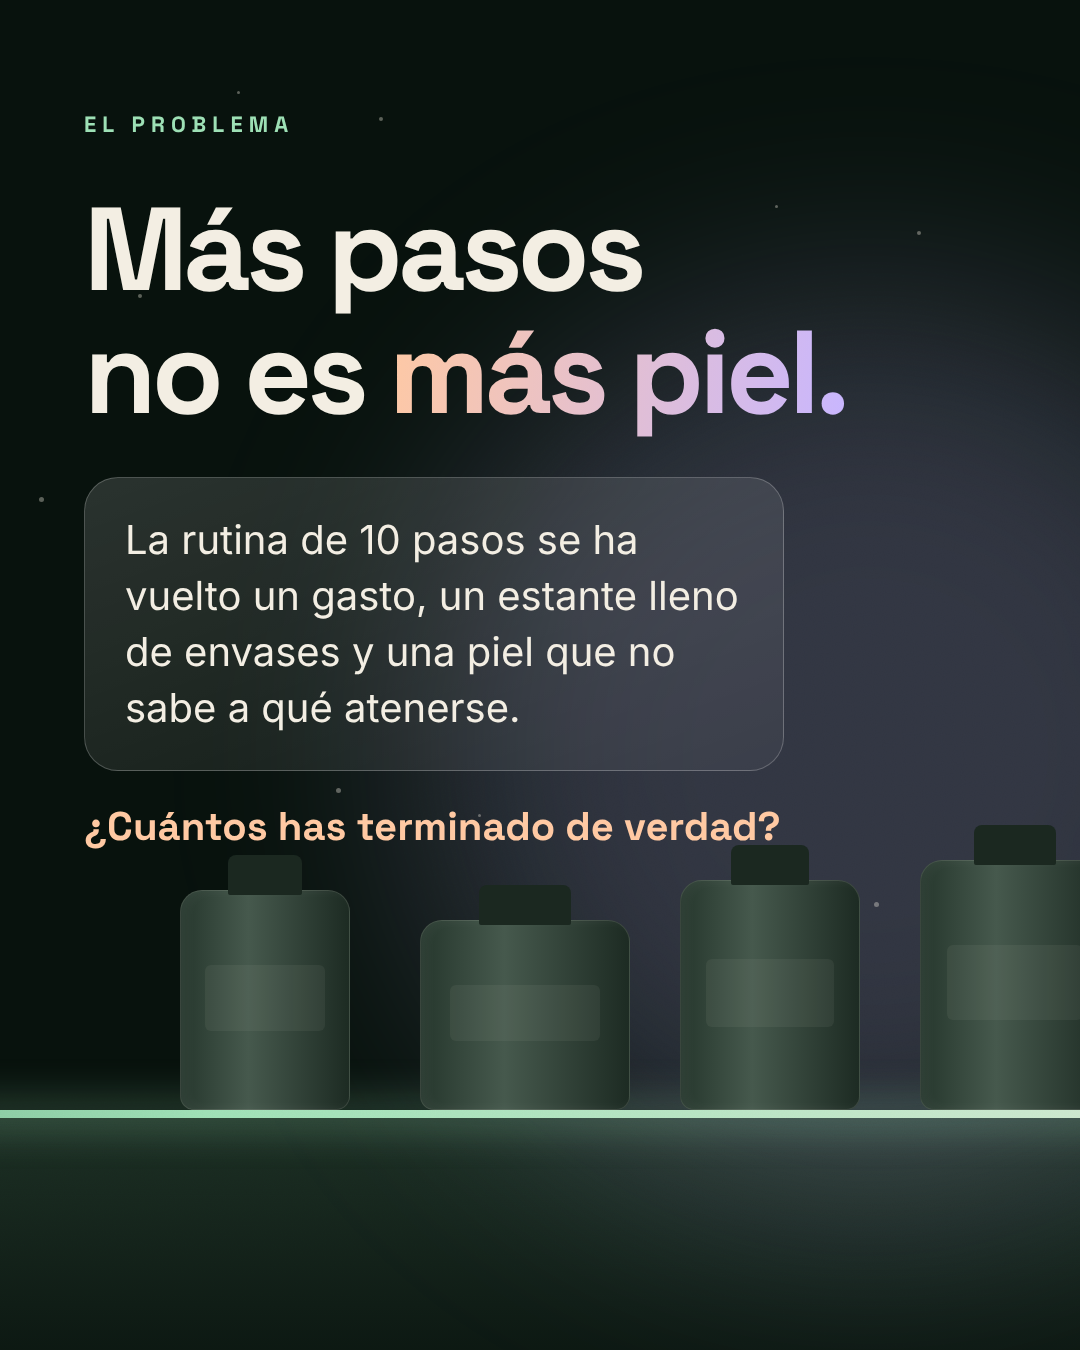 EL PROBLEMA
Más pasos
no es más piel.
La rutina de 10 pasos se ha
vuelto un gasto, un estante lleno
de envases y una piel que no
sabe a qué atenerse.
¿Cuántos has terminado de verdad?